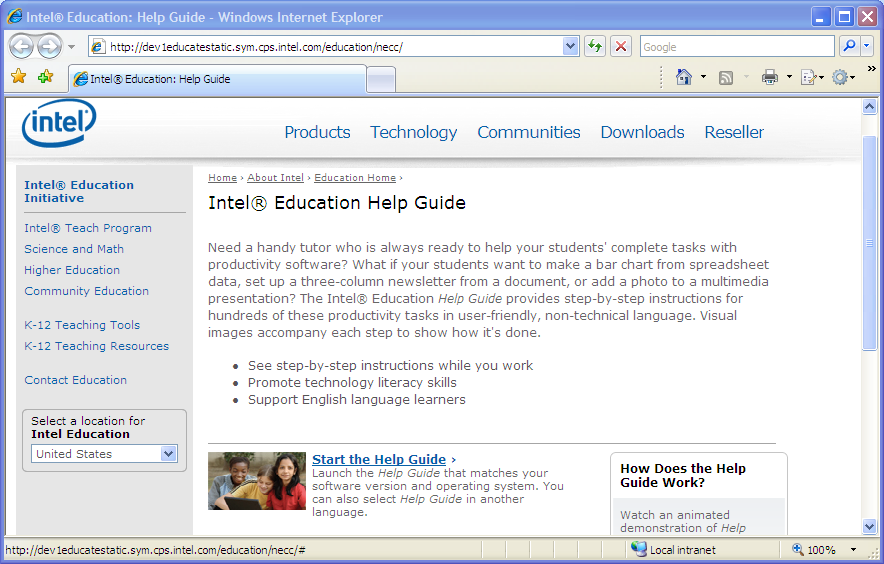 Intel® Education: Help Guide - Windows Internet Explorer
http://dev1educatestatic.sym.cps.intel.com/education/necc/
Google
Intel® Education: Help Guide
intel®
Products Technology Communities Downloads Reseller
Intel® Education
Initiative
Intel® Teach Program
Science and Math
Higher Education
Community Education
K-12 Teaching Tools
K-12 Teaching Resources
Contact Education
Select a location for
Intel Education
United States
Home › About Intel › Education Home ›
Intel® Education Help Guide
Need a handy tutor who is always ready to help your students' complete tasks with
productivity software? What if your students want to make a bar chart from spreadsheet
data, set up a three-column newsletter from a document, or add a photo to a multimedia
presentation? The Intel® Education Help Guide provides step-by-step instructions for
hundreds of these productivity tasks in user-friendly, non-technical language. Visual
images accompany each step to show how it's done.
• See step-by-step instructions while you work
• Promote technology literacy skills
• Support English language learners
Start the Help Guide ›
Launch the Help Guide that matches your
software version and operating system. You
can also select Help Guide in another
language.
How Does the Help
Guide Work?
Watch an animated
demonstration of Help
http://dev1educatestatic.sym.cps.intel.com/education/necc/#
Local intranet
100%